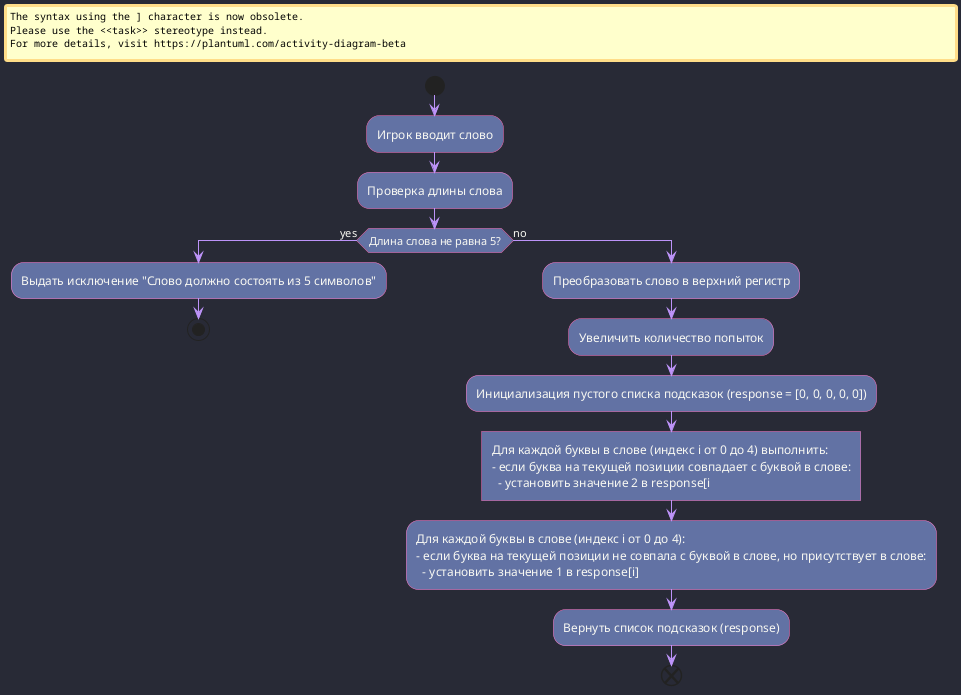 The syntax using the ] character is now obsolete.
Please use the <<task>> stereotype instead.
For more details, visit https://plantuml.com/activity-diagram-beta
Игрок вводит слово
Проверка длины слова
yes
Длина слова не равна 5?
no
Выдать исключение "Слово должно состоять из 5 символов"
Преобразовать слово в верхний регистр
Увеличить количество попыток
Инициализация пустого списка подсказок (response = [0, 0, 0, 0, 0])
Для каждой буквы в слове (индекс i от 0 до 4) выполнить:
- если буква на текущей позиции совпадает с буквой в слове:
- установить значение 2 в response[i
Для каждой буквы в слове (индекс i от 0 до 4):
- если буква на текущей позиции не совпала с буквой в слове, но присутствует в слове:
- установить значение 1 в response[i]
Вернуть список подсказок (response)